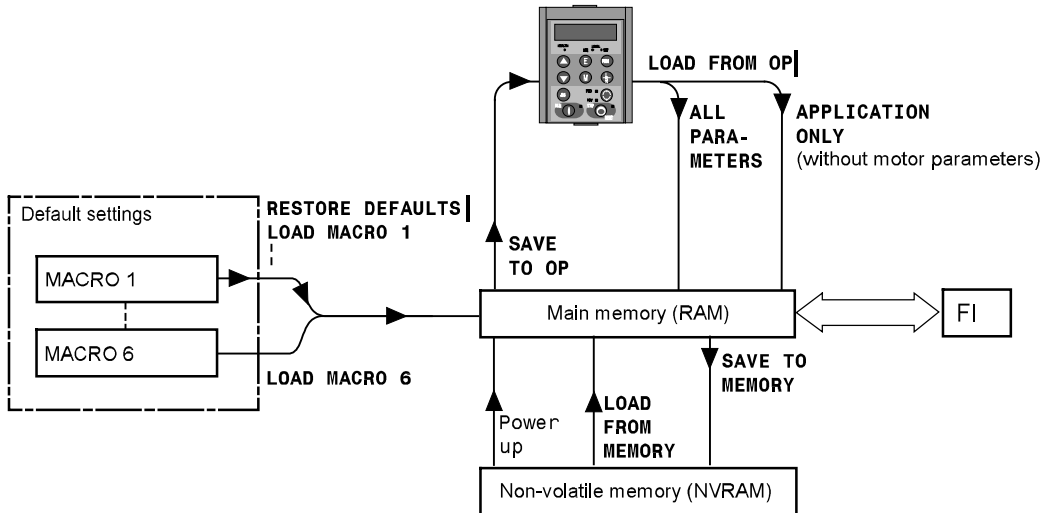 LOAD FROM OP
ALL
PARA-
METERS
APPLICATION
ONLY
(without motor parameters)
Default settings
RESTORE DEFAULTS
LOAD MACRO 1
SAVE
TO OP
MACRO 1
Main memory (RAM)
FI
MACRO 6
LOAD MACRO 6
SAVE TO
MEMORY
Power
up
LOAD
FROM
MEMORY
Non-volatile memory (NVRAM)